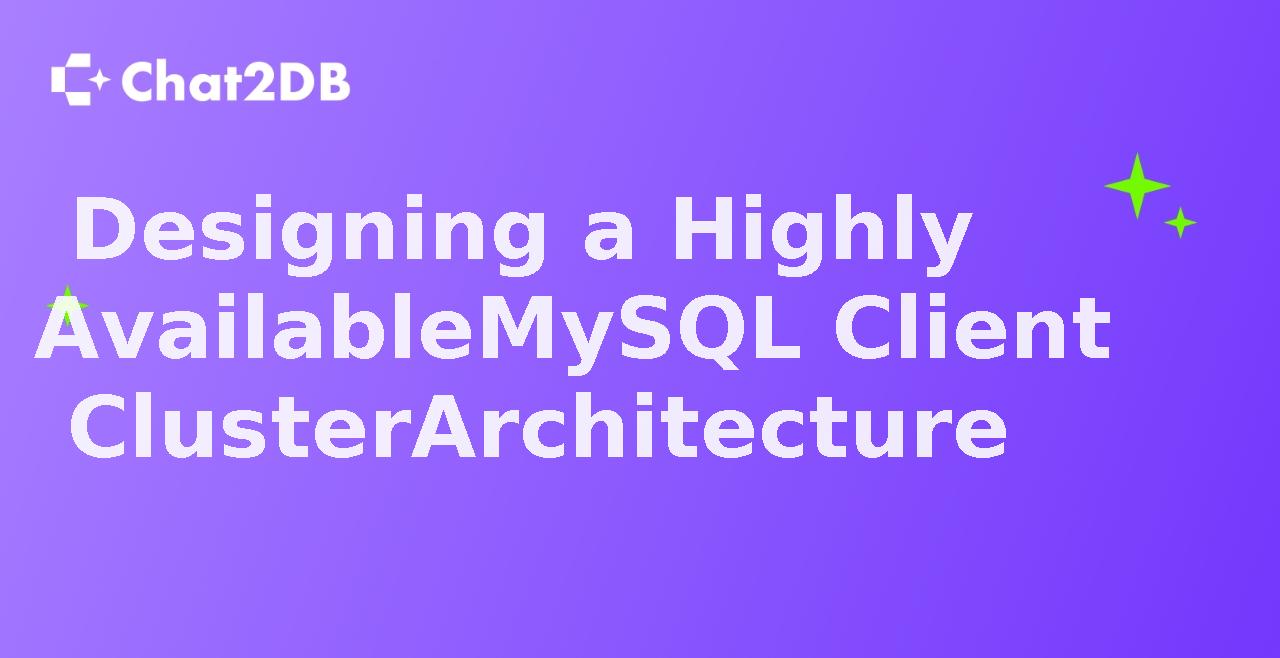 Chat2DB
Designing a Highly
AvailableMySQL Client
ClusterArchitecture